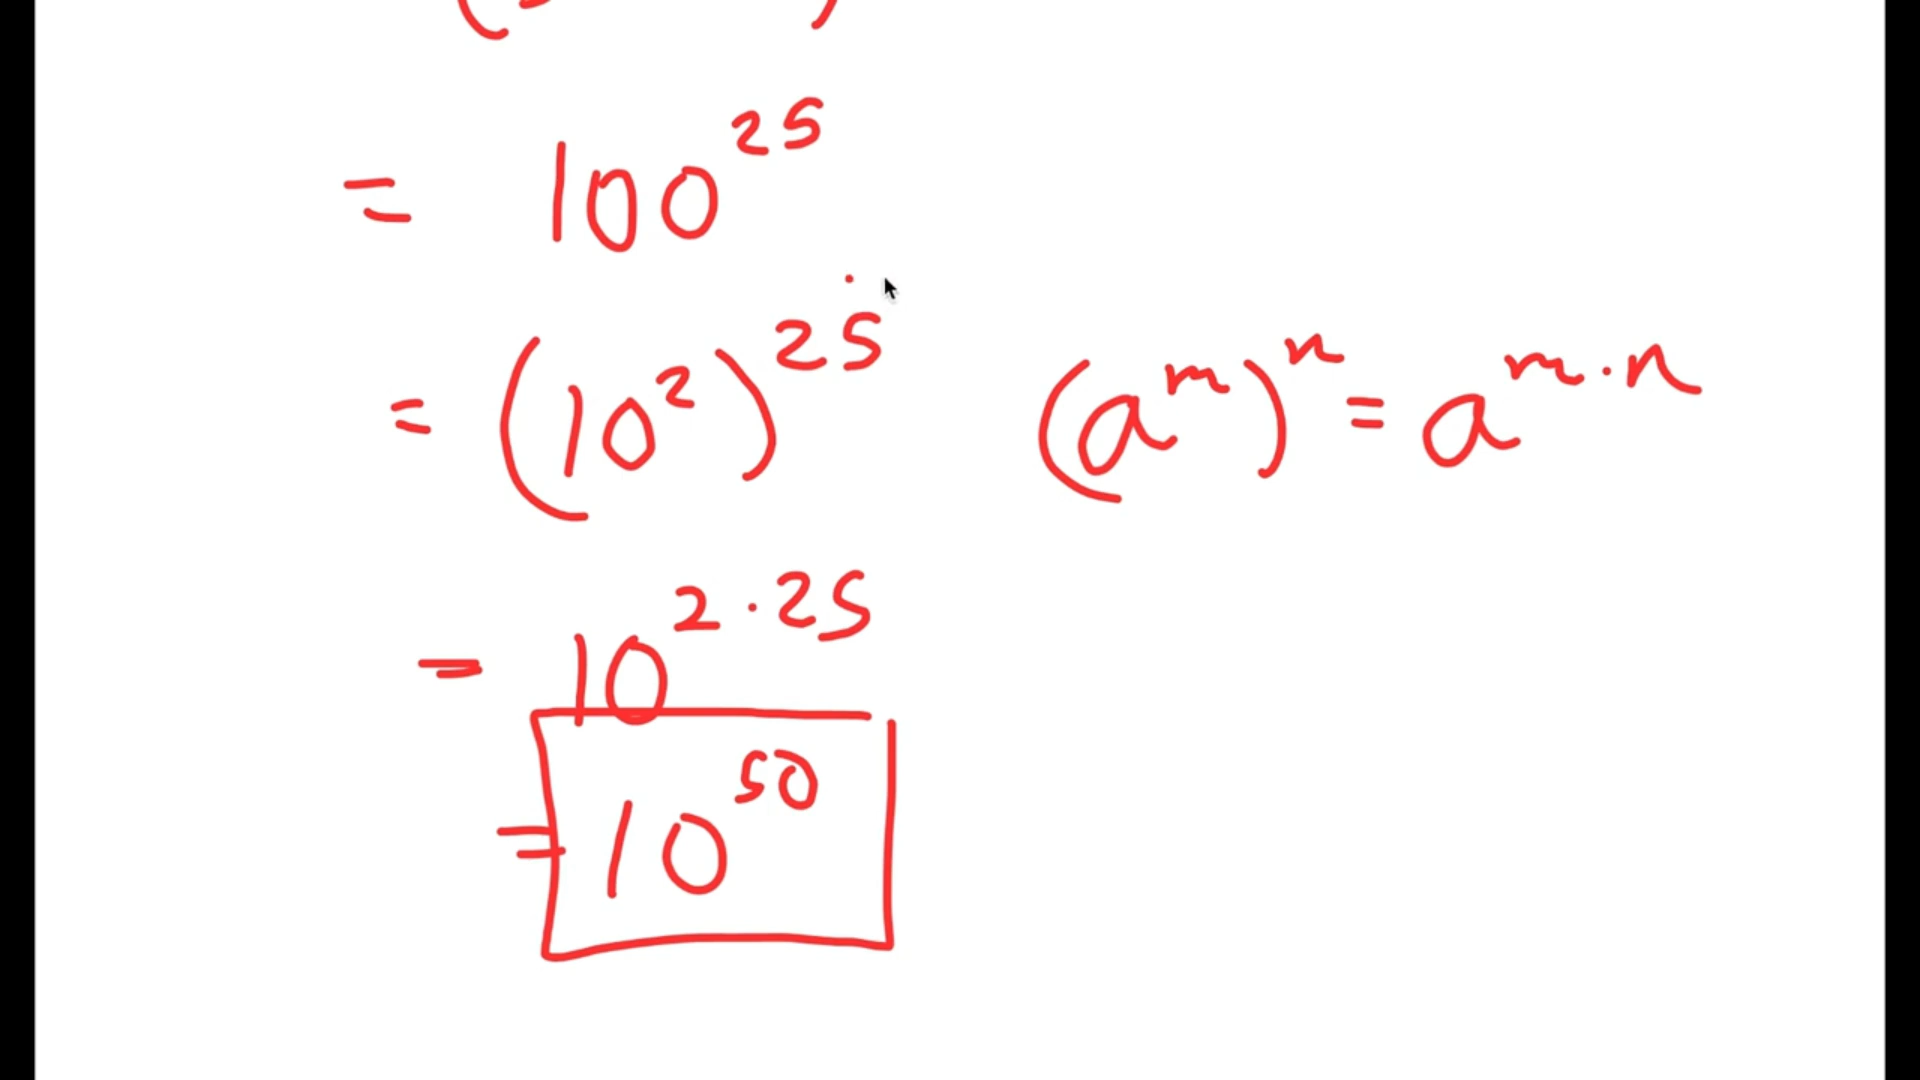 = 100^25
= (10^2)^25 (a^m)^n = a^m·n
= 10^2·25
= 10^50